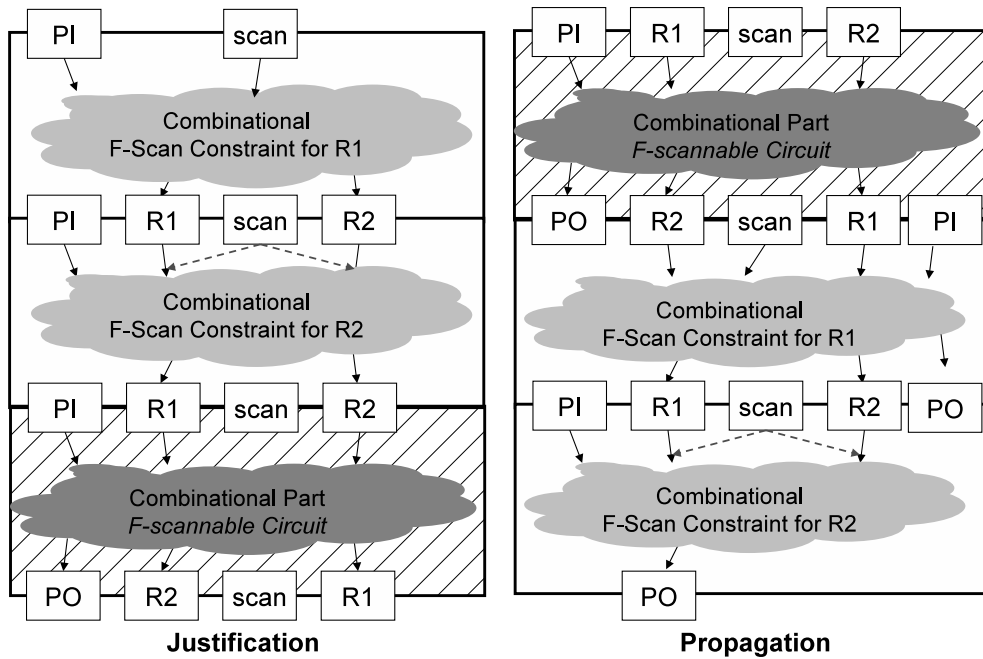 PI scan
Combinational
F-Scan Constraint for R1
PI R1 scan R2
Combinational
F-Scan Constraint for R2
PI R1 scan R2
Combinational Part
F-scannable Circuit
PO R2 scan R1
Justification
PI R1 scan R2
Combinational Part
F-scannable Circuit
PO R2 scan R1 PI
Combinational
F-Scan Constraint for R1
PI R1 scan R2 PO
Combinational
F-Scan Constraint for R2
PO
Propagation